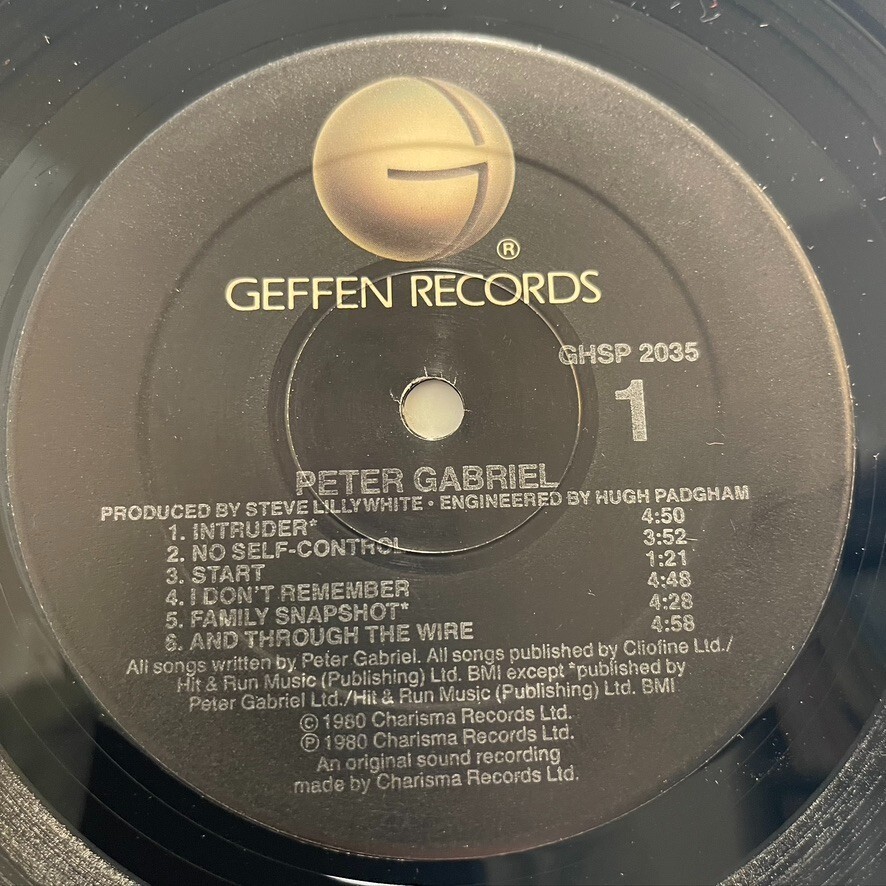 ®
GEFFEN RECORDS
GHSP 2035
1
PETER GABRIEL
PRODUCED BY STEVE LILLYWHITE • ENGINEERED BY HUGH PADGHAM
1. INTRUDER* 4:50
2. NO SELF-CONTROL 3:52
3. START 1:21
4. I DON'T REMEMBER 4:48
5. FAMILY SNAPSHOT* 4:28
6. AND THROUGH THE WIRE 4:58
All songs written by Peter Gabriel. All songs published by Cliofine Ltd./
Hit & Run Music (Publishing) Ltd. BMI except *published by
Peter Gabriel Ltd./Hit & Run Music (Publishing) Ltd. BMI
© 1980 Charisma Records Ltd.
℗ 1980 Charisma Records Ltd.
An original sound recording
made by Charisma Records Ltd.